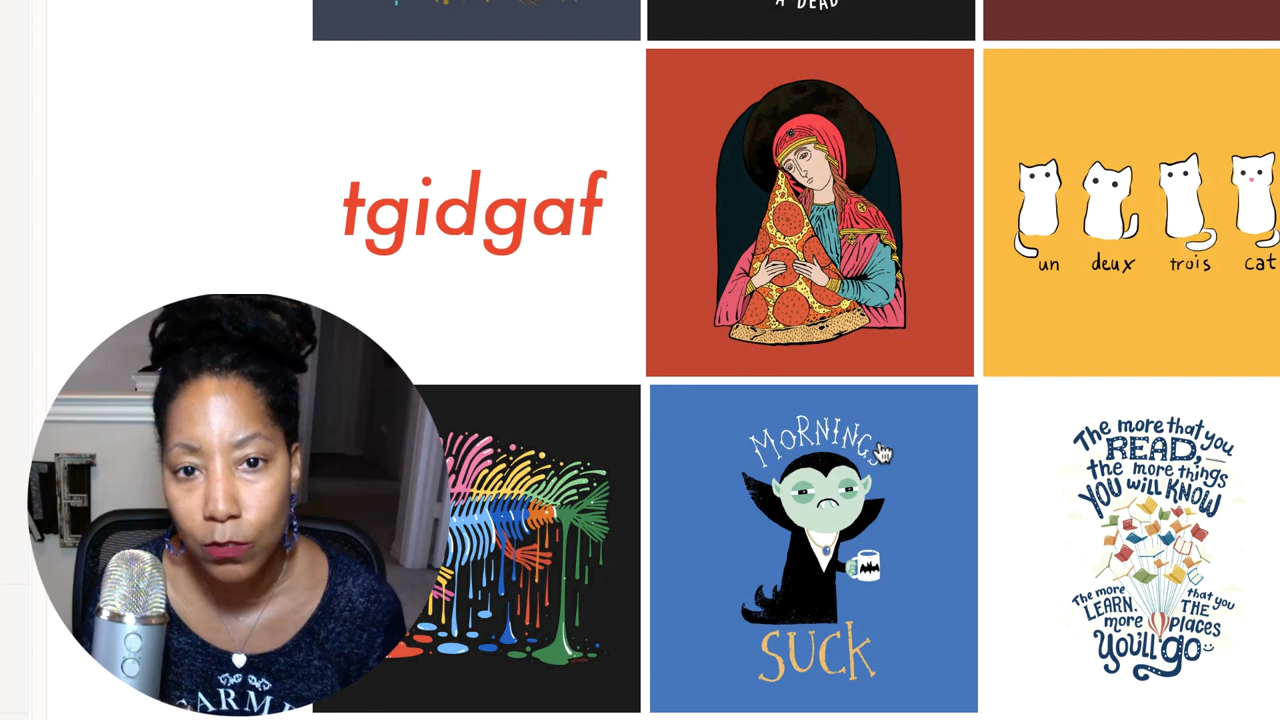 A DEAD
tgidgaf
un deux trois cat
MORNINGS
SUCK
The more that you
READ,
the more things
YOU WILL KNOW
The more that you
LEARN, THE
more places
You'll go